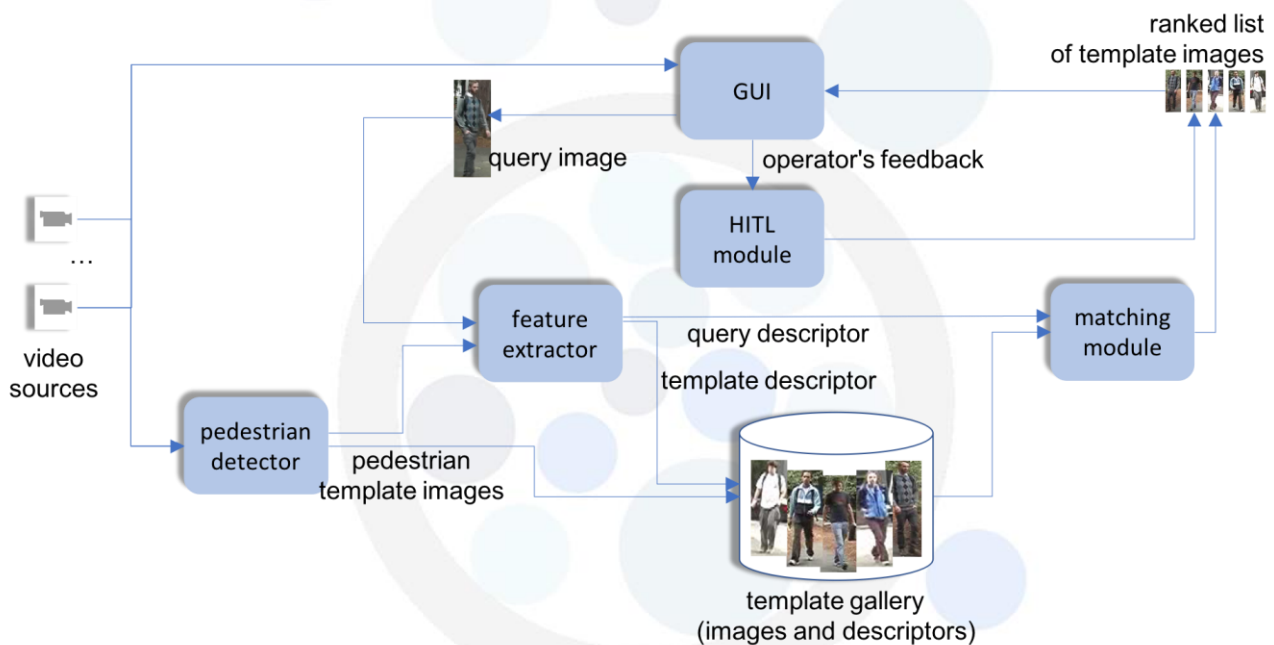 ranked list
of template images
GUI
query image
operator's feedback
HITL
module
...
video
sources
feature
extractor
query descriptor
matching
module
template descriptor
pedestrian
detector
pedestrian
template images
template gallery
(images and descriptors)